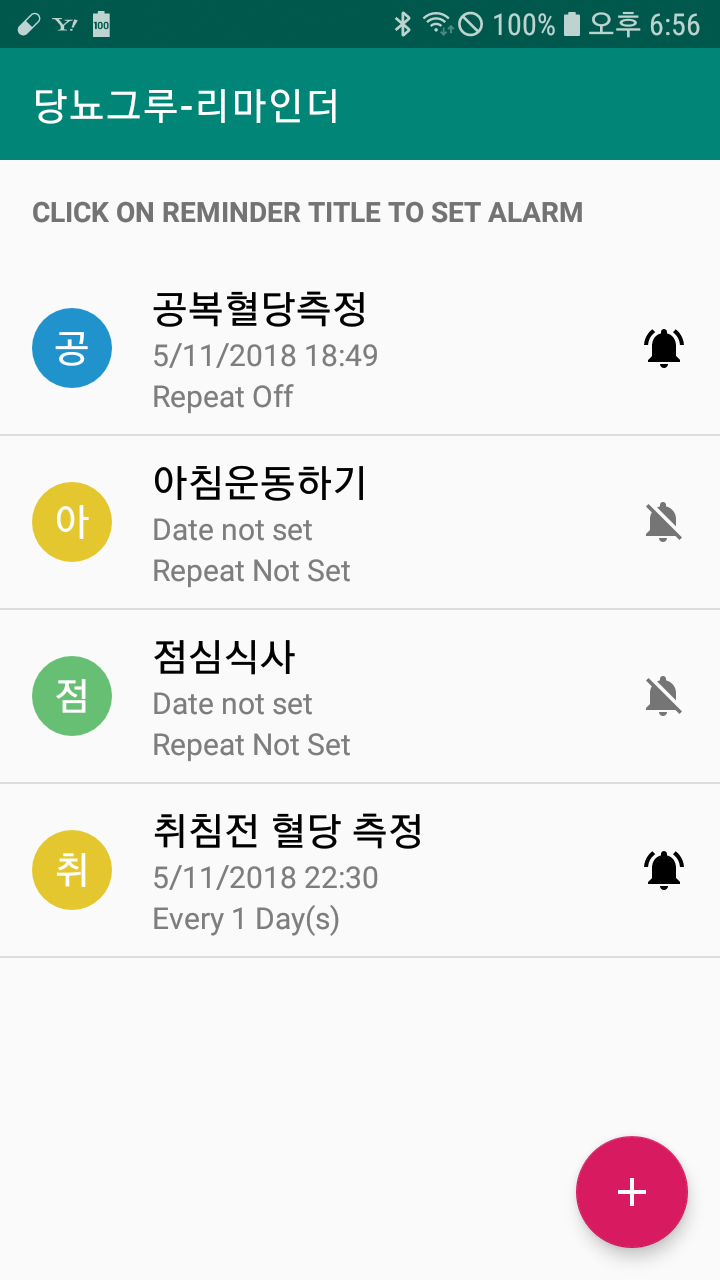 Y! 100 100% 오후 6:56
당뇨그루-리마인더
CLICK ON REMINDER TITLE TO SET ALARM
공
공복혈당측정
5/11/2018 18:49
Repeat Off
아
아침운동하기
Date not set
Repeat Not Set
점
점심식사
Date not set
Repeat Not Set
취
취침전 혈당 측정
5/11/2018 22:30
Every 1 Day(s)
+